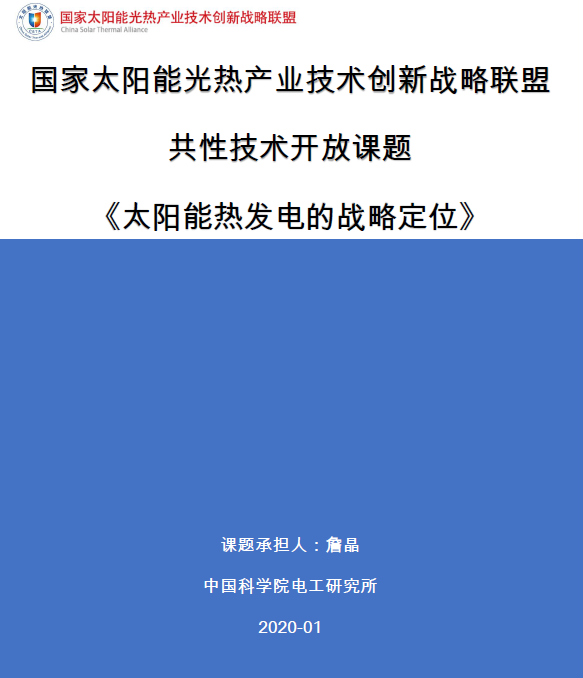 国家太阳能光热产业技术创新战略联盟
China Solar Thermal Alliance
国家太阳能光热产业技术创新战略联盟
共性技术开放课题
《太阳能热发电的战略定位》
课题承担人：詹晶
中国科学院电工研究所
2020-01